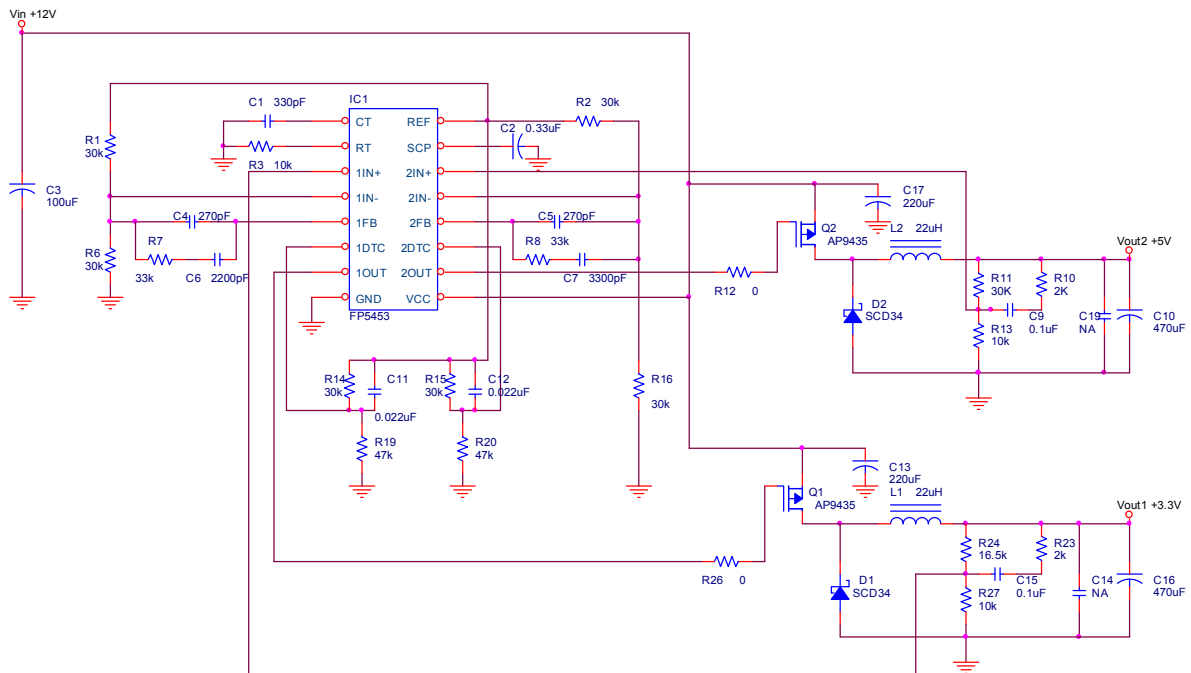 Vin +12V
C3
100uF
R1
30k
R6
30k
C1 330pF
R3 10k
C4 270pF
R7
33k
C6 2200pF
IC1
CT
RT
1IN+
1IN-
1FB
1DTC
1OUT
GND
REF
SCP
2IN+
2IN-
2FB
2DTC
2OUT
VCC
FP5453
R2 30k
C2 0.33uF
C5 270pF
R8 33k
C7 3300pF
R14
30k
C11
0.022uF
R15
30k
C12
0.022uF
R19
47k
R20
47k
R16
30k
R12 0
Q2
AP9435
C17
220uF
L2 22uH
D2
SCD34
R11
30K
R10
2K
R13
10k
C9
0.1uF
C19
NA
C10
470uF
Vout2 +5V
R26 0
Q1
AP9435
C13
220uF
L1 22uH
D1
SCD34
R24
16.5k
R23
2k
R27
10k
C15
0.1uF
C14
NA
C16
470uF
Vout1 +3.3V